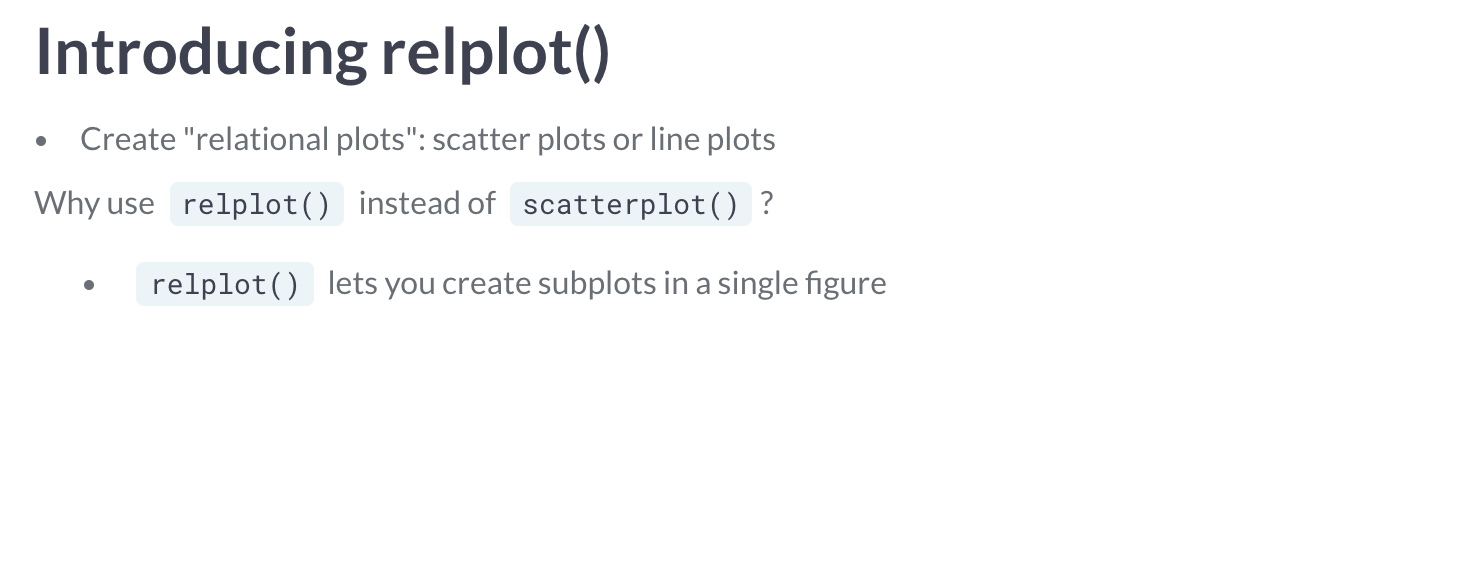 Introducing relplot()
• Create "relational plots": scatter plots or line plots
Why use relplot() instead of scatterplot() ?
• relplot() lets you create subplots in a single figure